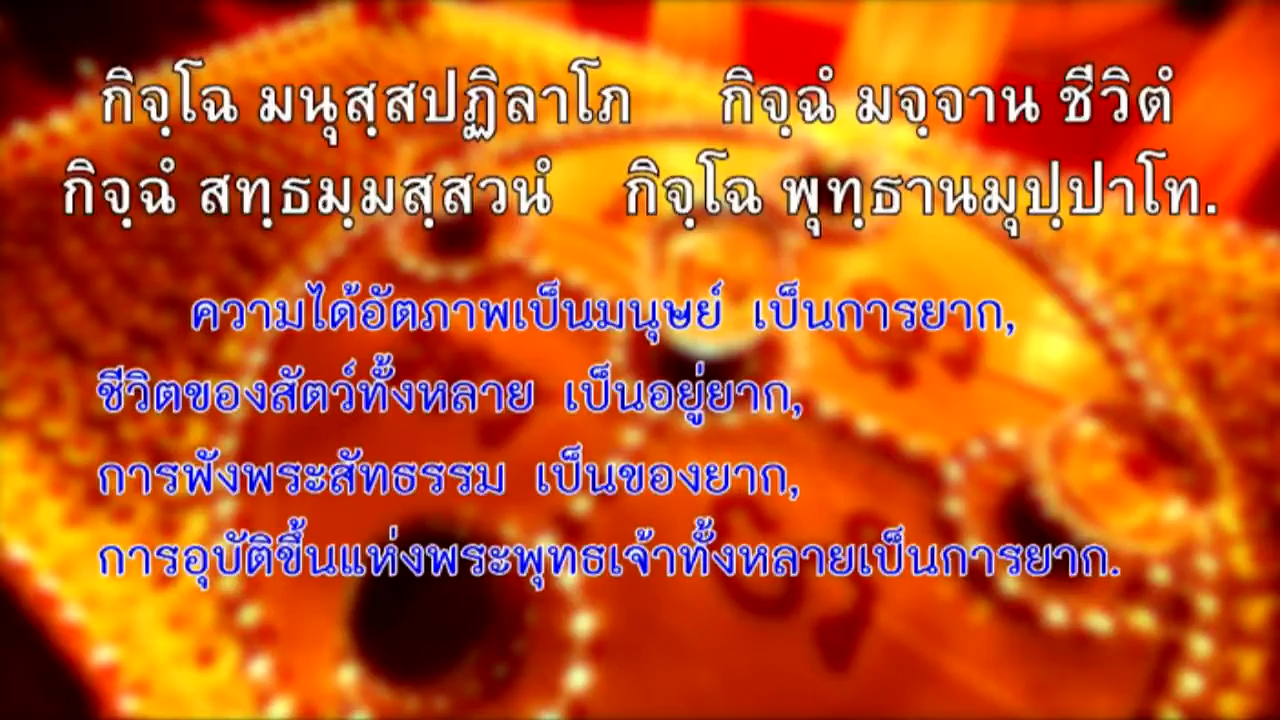 กิจฺโฉ มนุสฺสปฏิลาโภ กิจฺฉํ มจฺจาน ชีวิตํ
กิจฺฉํ สทฺธมฺมสฺสวนํ กิจฺโฉ พุทฺธานมุปฺปาโท.
ความได้อัตภาพเป็นมนุษย์ เป็นการยาก,
ชีวิตของสัตว์ทั้งหลาย เป็นอยู่ยาก,
การฟังพระสัทธรรม เป็นของยาก,
การอุบัติขึ้นแห่งพระพุทธเจ้าทั้งหลายเป็นการยาก.